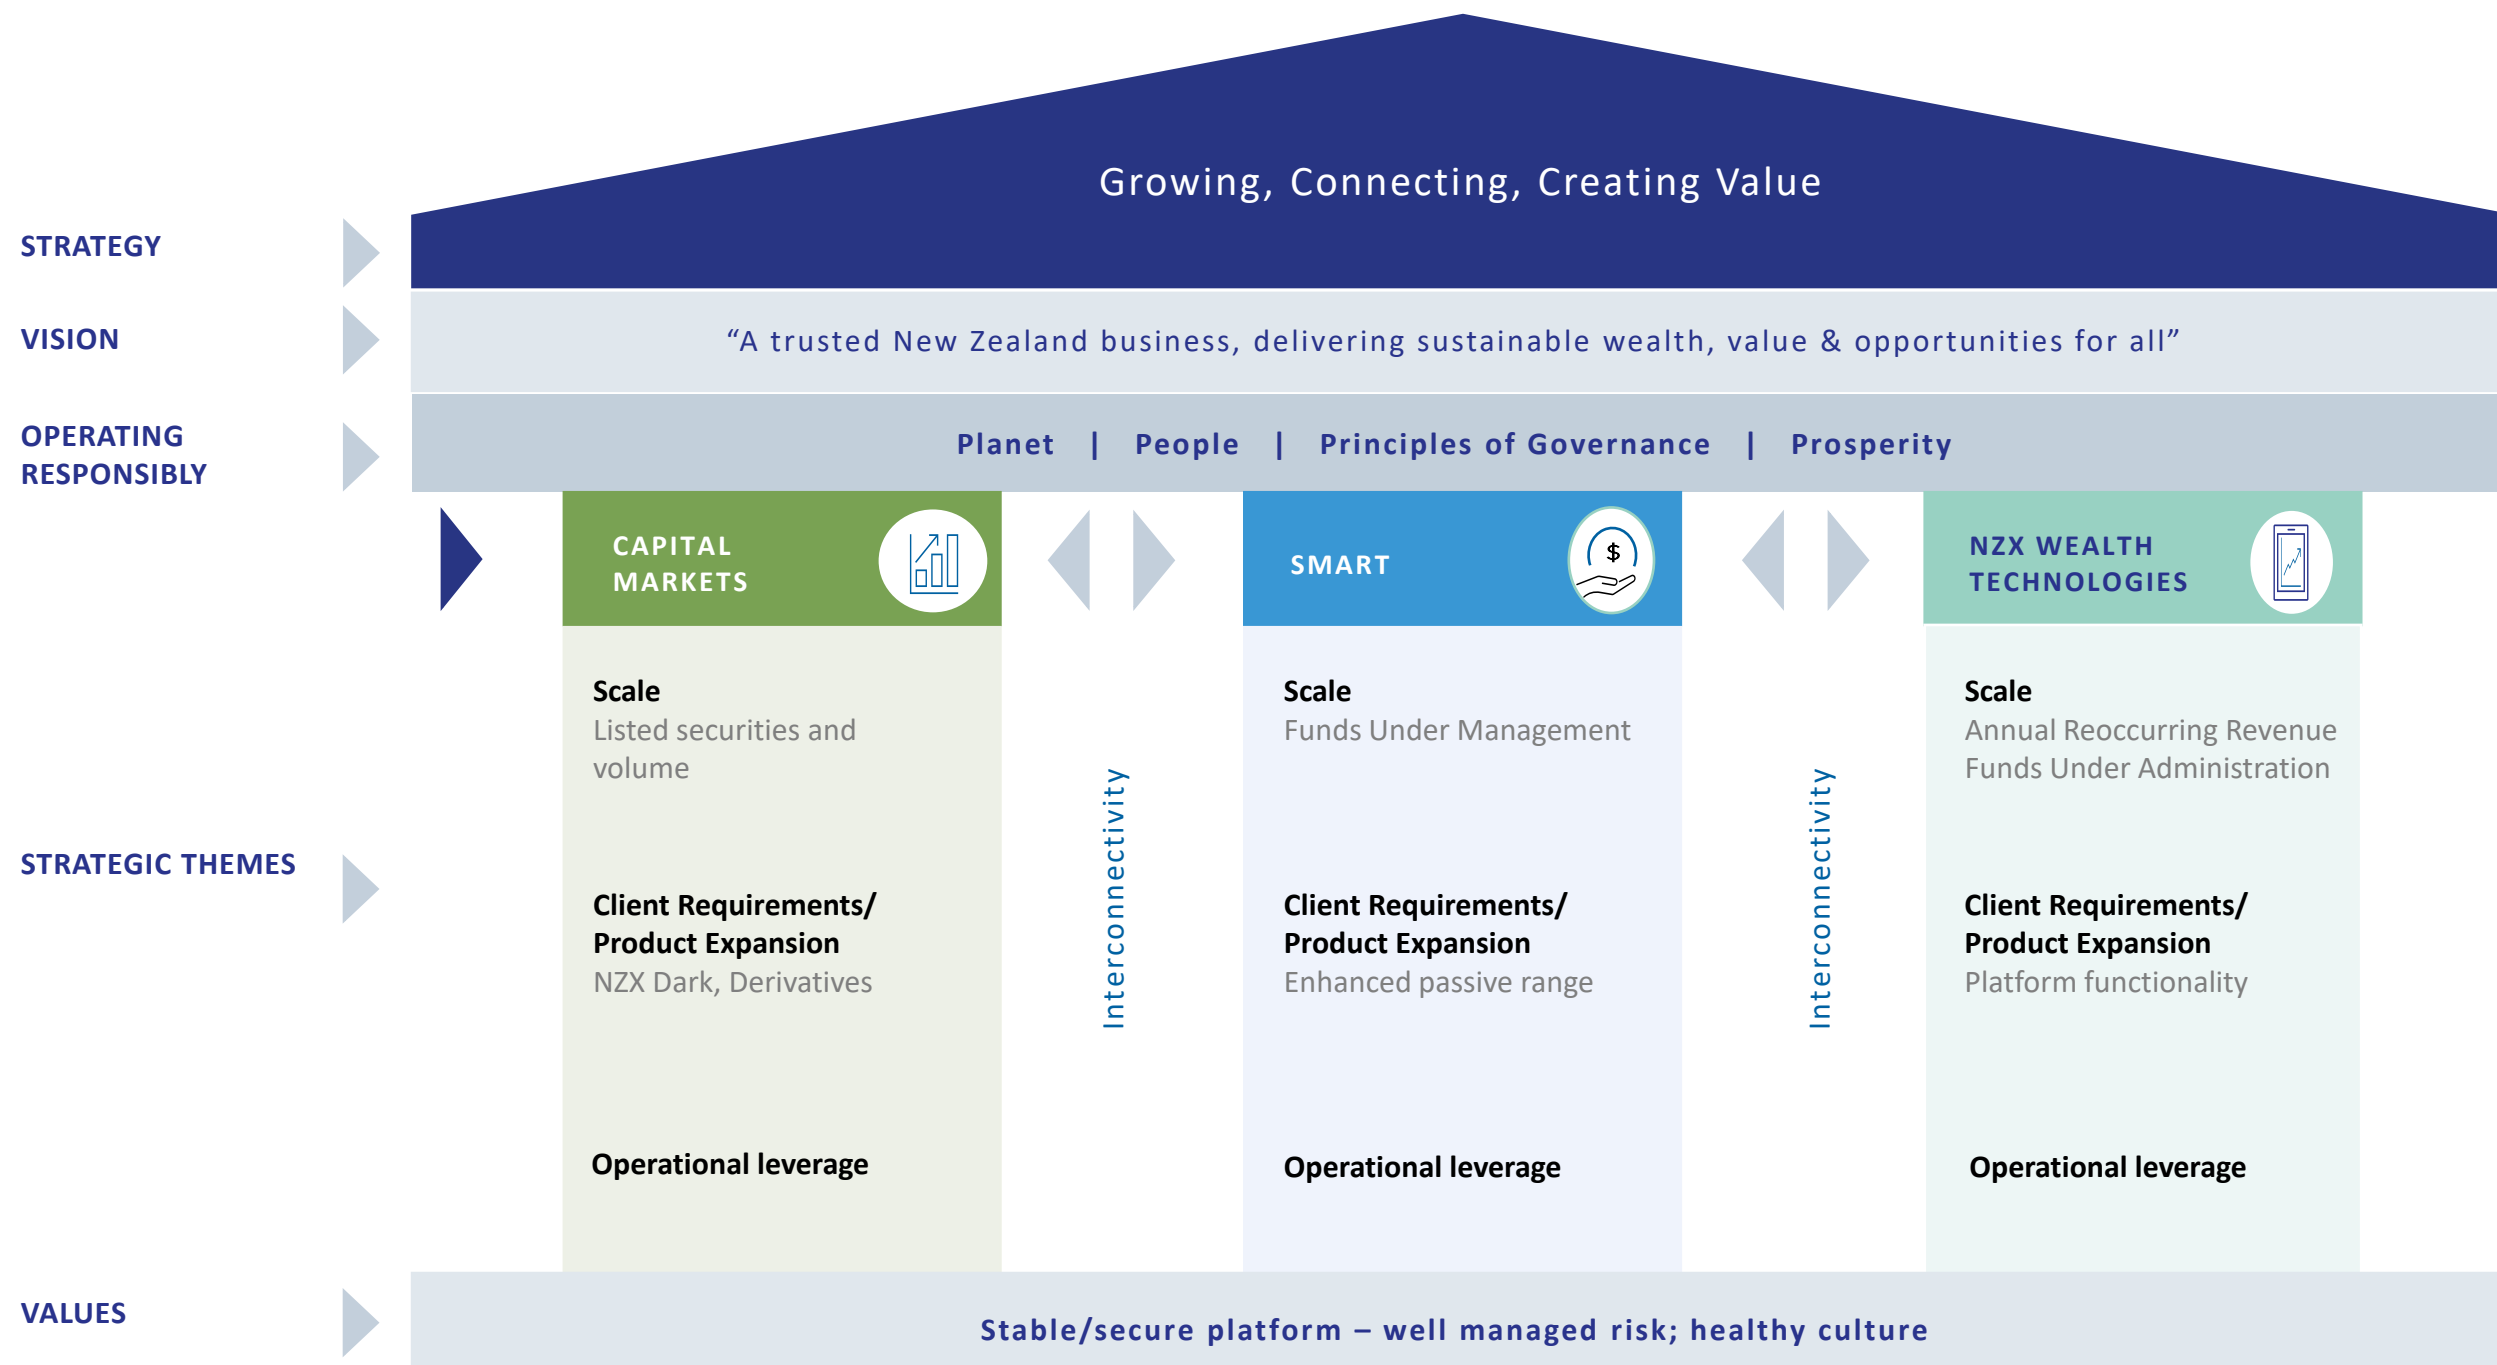 Growing, Connecting, Creating Value
STRATEGY
VISION
“A trusted New Zealand business, delivering sustainable wealth, value & opportunities for all”
OPERATING
RESPONSIBLY
Planet | People | Principles of Governance | Prosperity
CAPITAL
MARKETS
SMART
$
NZX WEALTH
TECHNOLOGIES
STRATEGIC THEMES
Scale
Listed securities and
volume
Client Requirements/
Product Expansion
NZX Dark, Derivatives
Operational leverage
Interconnectivity
Scale
Funds Under Management
Client Requirements/
Product Expansion
Enhanced passive range
Operational leverage
Interconnectivity
Scale
Annual Reoccurring Revenue
Funds Under Administration
Client Requirements/
Product Expansion
Platform functionality
Operational leverage
VALUES
Stable/secure platform – well managed risk; healthy culture